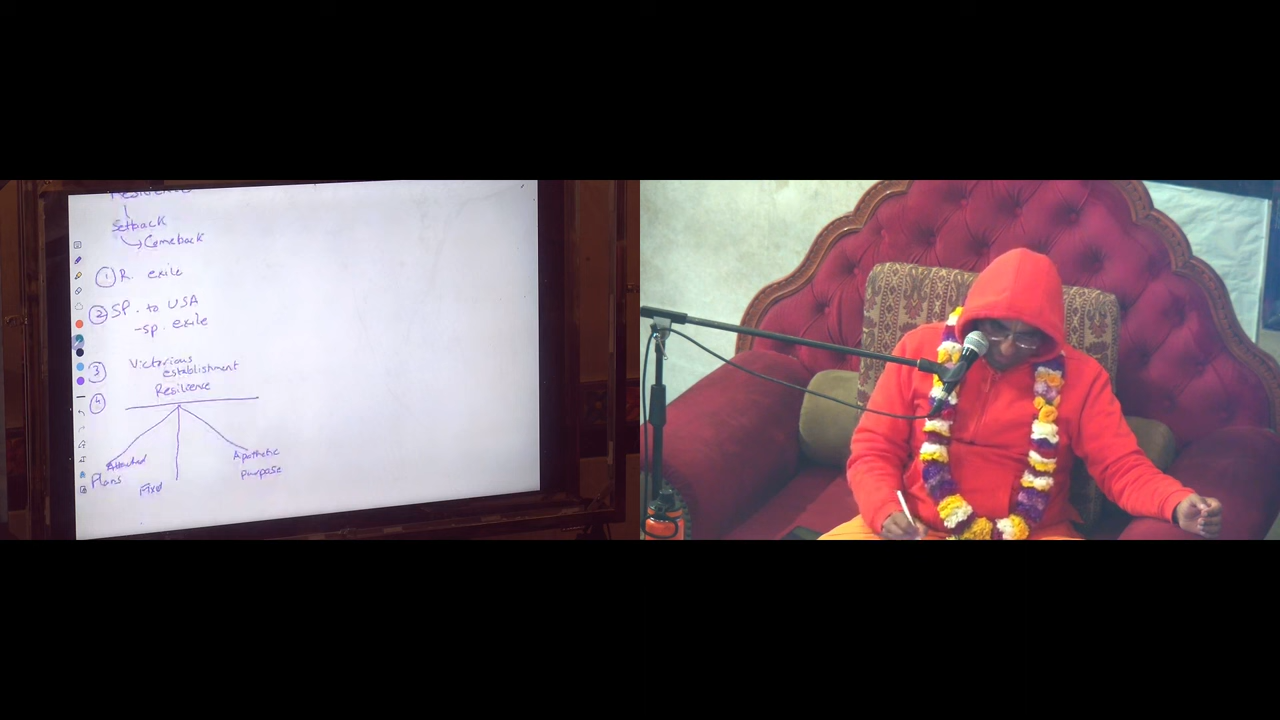 Setback
Comeback
① R. exile
② SP. to USA
- sp. exile
③ Victorious
establishment
④ Resilience
Attached
Plans
Fixed
Apathetic
purpose